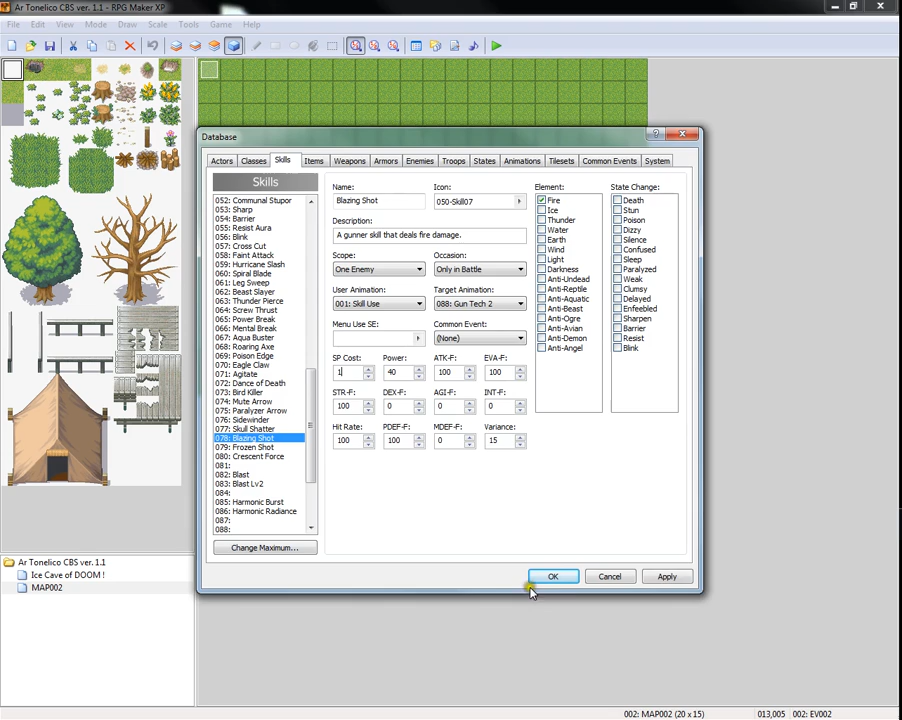 Ar Tonelico CBS ver. 1.1 - RPG Maker XP
File Edit View Mode Draw Scale Tools Game Help
Database
Actors Classes Skills Items Weapons Armors Enemies Troops States Animations Tilesets Common Events System
Skills
052: Communal Stupor
053: Sharp
054: Barrier
055: Resist Aura
056: Blink
057: Cross Cut
058: Faint Attack
059: Hurricane Slash
060: Spiral Blade
061: Leg Sweep
062: Beast Slayer
063: Thunder Pierce
064: Screw Thrust
065: Power Break
066: Mental Break
067: Aqua Buster
068: Roaring Axe
069: Poison Edge
070: Eagle Claw
071: Agitate
072: Dance of Death
073: Bird Killer
074: Mute Arrow
075: Paralyzer Arrow
076: Sidewinder
077: Skull Shatter
078: Blazing Shot
079: Frozen Shot
080: Crescent Force
081:
082: Blast
083: Blast Lv2
084:
085: Harmonic Burst
086: Harmonic Radiance
087:
088:
Change Maximum...
Name: Icon:
Blazing Shot 050-Skill07
Description:
A gunner skill that deals fire damage.
Scope: Occasion:
One Enemy Only in Battle
User Animation: Target Animation:
001: Skill Use 088: Gun Tech 2
Menu Use SE: Common Event:
(None)
SP Cost: Power: ATK-F: EVA-F:
1 40 100 100
STR-F: DEX-F: AGI-F: INT-F:
100 0 0 0
Hit Rate: PDEF-F: MDEF-F: Variance:
100 100 0 15
Element:
Fire
Ice
Thunder
Water
Earth
Wind
Light
Darkness
Anti-Undead
Anti-Reptile
Anti-Aquatic
Anti-Beast
Anti-Ogre
Anti-Avian
Anti-Demon
Anti-Angel
State Change:
Death
Stun
Poison
Dizzy
Silence
Confused
Sleep
Paralyzed
Weak
Clumsy
Delayed
Enfeebled
Sharpen
Barrier
Resist
Blink
OK Cancel Apply
Ar Tonelico CBS ver. 1.1
Ice Cave of DOOM !
MAP002
002: MAP002 (20 x 15) 013,005 002: EV002